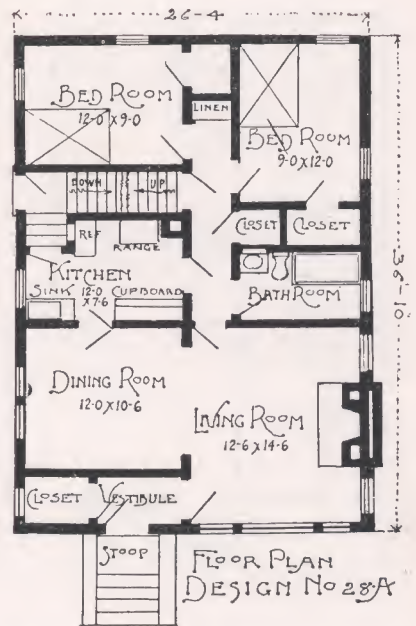 26-4
BED ROOM
12-0 X 9-0
LINEN
BED ROOM
9-0 X 12-0
DOWN
UP
REF
RANGE
CLOSET
CLOSET
KITCHEN
12-0
X 7-6
SINK
CUPBOARD
BATH ROOM
36-10
DINING ROOM
12-0 X 10-6
LIVING ROOM
12-6 X 14-6
CLOSET
VESTIBULE
STOOP
FLOOR PLAN
DESIGN No 28-A